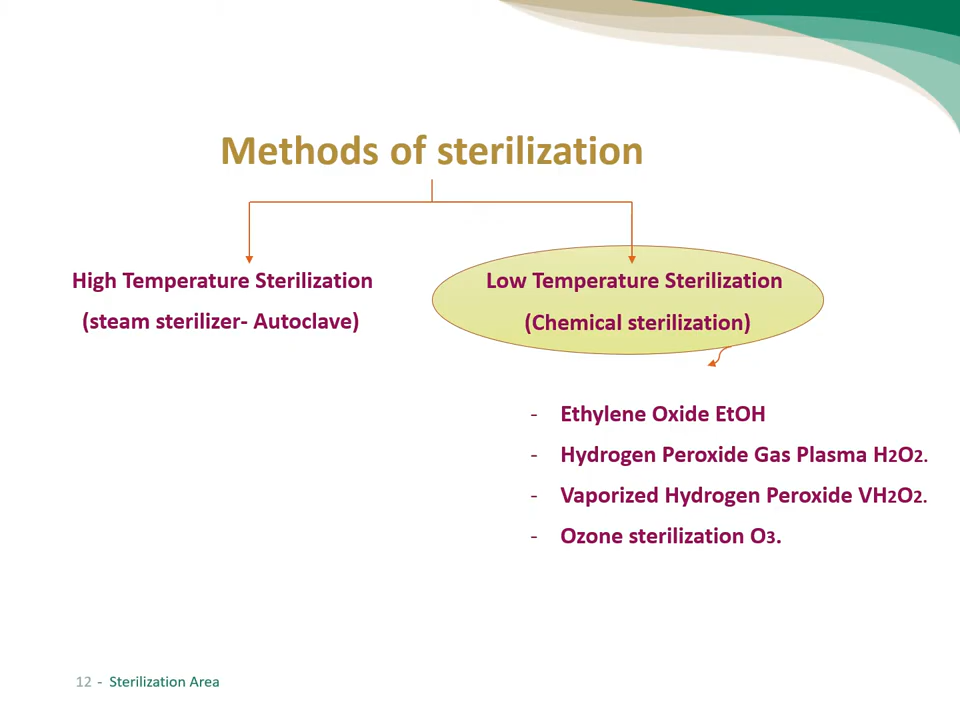 Methods of sterilization
High Temperature Sterilization
(steam sterilizer- Autoclave)
Low Temperature Sterilization
(Chemical sterilization)
- Ethylene Oxide EtOH
- Hydrogen Peroxide Gas Plasma H2O2.
- Vaporized Hydrogen Peroxide VH2O2.
- Ozone sterilization O3.
12 - Sterilization Area